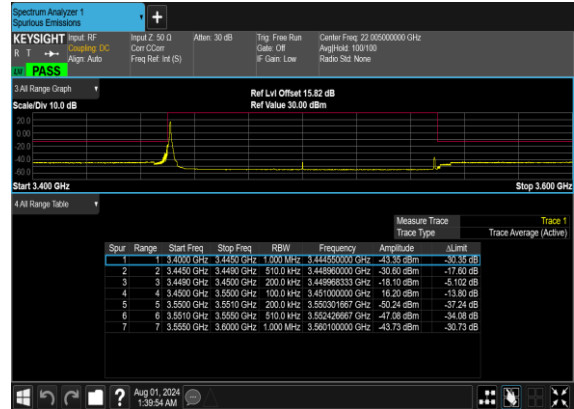 Spectrum Analyzer 1
Spurious Emissions
KEYSIGHT Input: RF Input Z: 50 Ω Atten: 30 dB Trig: Free Run Center Freq: 22.005000000 GHz
R T Coupling: DC Corr CCorr Gate: Off Avg|Hold: 100/100
Align: Auto Freq Ref: Int (S) IF Gain: Low Radio Std: None
PASS
3 All Range Graph
Ref Lvl Offset 15.82 dB
Scale/Div 10.0 dB Ref Value 30.00 dBm
20.0
0.00
-20.0
-40.0
-60.0
Start 3.400 GHz Stop 3.600 GHz
4 All Range Table
Measure Trace Trace 1
Trace Type Trace Average (Active)
Spur Range Start Freq Stop Freq RBW Frequency Amplitude ΔLimit
1 1 3.4000 GHz 3.4450 GHz 1.000 MHz 3.444550000 GHz -43.35 dBm -30.35 dB
2 2 3.4450 GHz 3.4490 GHz 510.0 kHz 3.448960000 GHz -30.60 dBm -17.60 dB
3 3 3.4490 GHz 3.4500 GHz 200.0 kHz 3.449968333 GHz -18.10 dBm -5.102 dB
4 4 3.4500 GHz 3.5500 GHz 100.0 kHz 3.451000000 GHz 16.20 dBm -13.80 dB
5 5 3.5500 GHz 3.5510 GHz 200.0 kHz 3.550301667 GHz -50.24 dBm -37.24 dB
6 6 3.5510 GHz 3.5550 GHz 510.0 kHz 3.552426667 GHz -47.08 dBm -34.08 dB
7 7 3.5550 GHz 3.6000 GHz 1.000 MHz 3.560100000 GHz -43.73 dBm -30.73 dB
Aug 01, 2024
1:39:54 AM